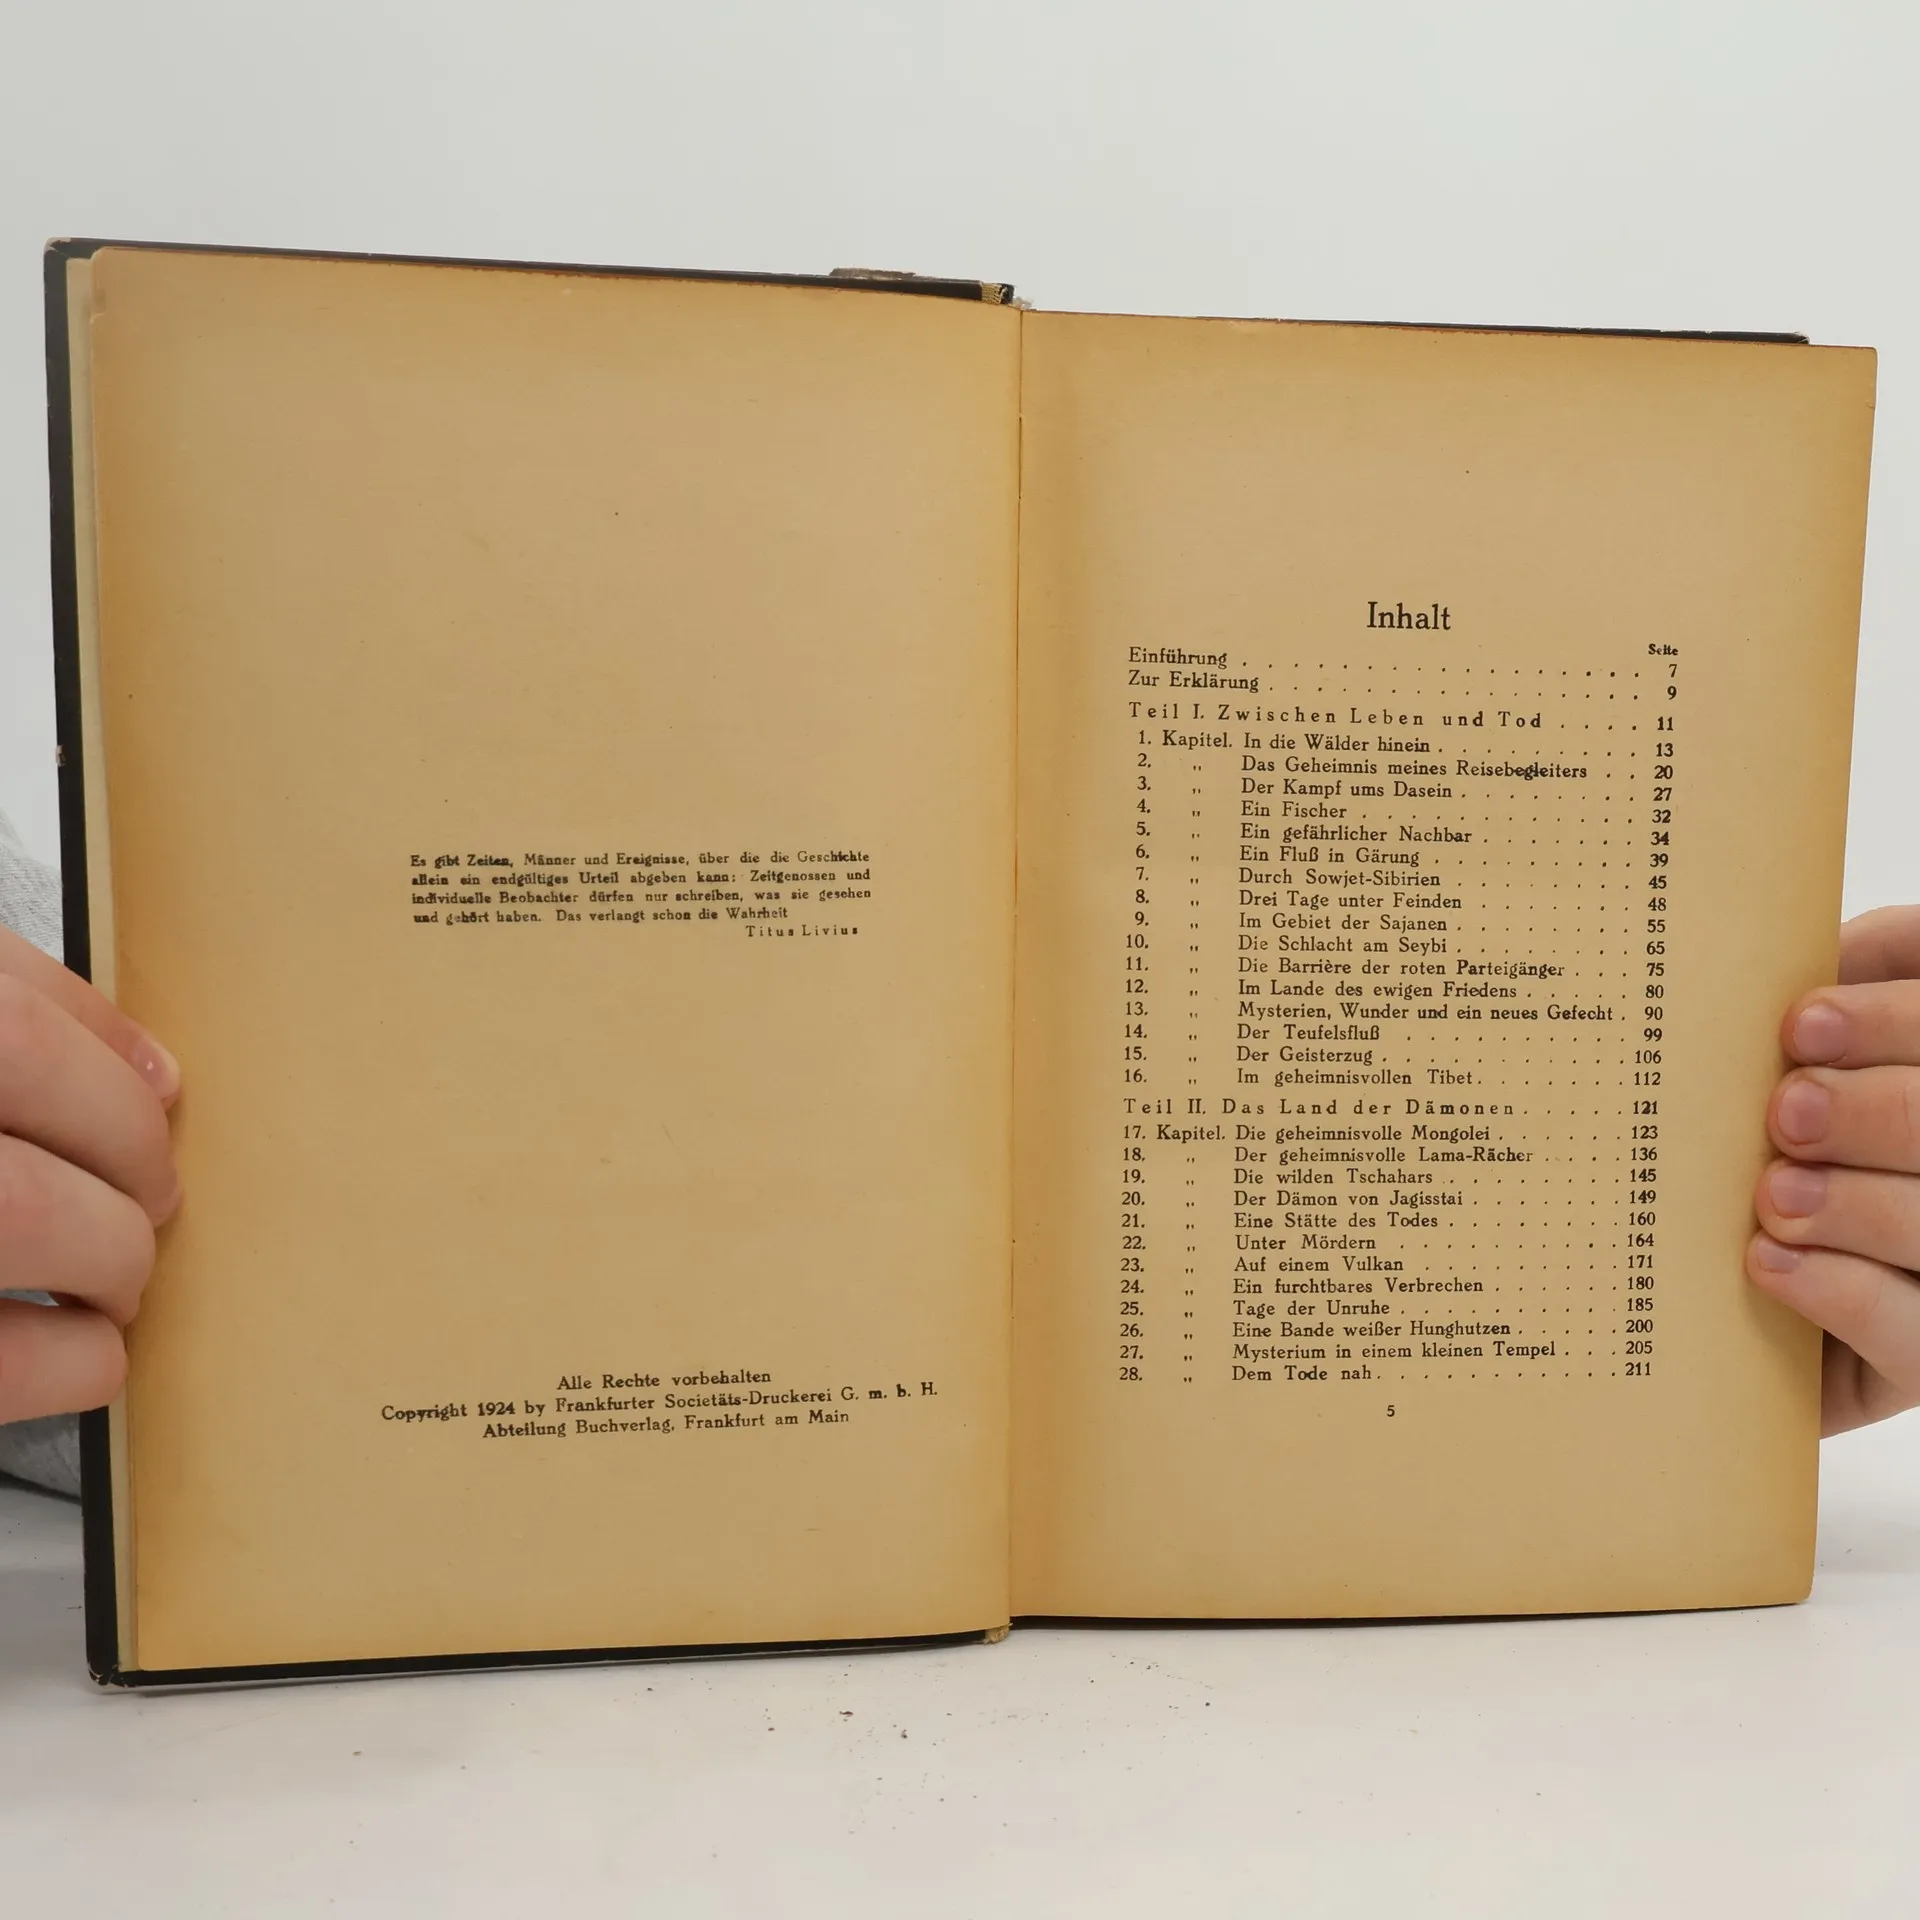 Es gibt Zeiten, Männer und Ereignisse, über die die Geschichte
allein ein endgültiges Urteil abgeben kann; Zeitgenossen und
individuelle Beobachter dürfen nur schreiben, was sie gesehen
und gehört haben. Das verlangt schon die Wahrheit
Titus Livius
Alle Rechte vorbehalten
Copyright 1924 by Frankfurter Societäts-Druckerei G. m. b. H.
Abteilung Buchverlag, Frankfurt am Main
Inhalt
Seite
Einführung . . . . . . . . . . . . . . . . . 7
Zur Erklärung . . . . . . . . . . . . . . . . 9
Teil I. Zwischen Leben und Tod . . . . 11
1. Kapitel. In die Wälder hinein . . . . . . . . . 13
2. „ Das Geheimnis meines Reisebegleiters . . 20
3. „ Der Kampf ums Dasein . . . . . . . . 27
4. „ Ein Fischer . . . . . . . . . . . . 32
5. „ Ein gefährlicher Nachbar . . . . . . . 34
6. „ Ein Fluß in Gärung . . . . . . . . . 39
7. „ Durch Sowjet-Sibirien . . . . . . . . 45
8. „ Drei Tage unter Feinden . . . . . . . 48
9. „ Im Gebiet der Sajanen . . . . . . . . 55
10. „ Die Schlacht am Seybi . . . . . . . . 65
11. „ Die Barrière der roten Parteigänger . . . 75
12. „ Im Lande des ewigen Friedens . . . . . 80
13. „ Mysterien, Wunder und ein neues Gefecht . 90
14. „ Der Teufelsfluß . . . . . . . . . . 99
15. „ Der Geisterzug . . . . . . . . . . . 106
16. „ Im geheimnisvollen Tibet . . . . . . . 112
Teil II. Das Land der Dämonen . . . . . 121
17. Kapitel. Die geheimnisvolle Mongolei . . . . . . 123
18. „ Der geheimnisvolle Lama-Rächer . . . . 136
19. „ Die wilden Tschahars . . . . . . . . 145
20. „ Der Dämon von Jagisstai . . . . . . . 149
21. „ Eine Stätte des Todes . . . . . . . . 160
22. „ Unter Mördern . . . . . . . . . . 164
23. „ Auf einem Vulkan . . . . . . . . . 171
24. „ Ein furchtbares Verbrechen . . . . . . 180
25. „ Tage der Unruhe . . . . . . . . . . 185
26. „ Eine Bande weißer Hunghutzen . . . . . 200
27. „ Mysterium in einem kleinen Tempel . . . 205
28. „ Dem Tode nah . . . . . . . . . . . 211
5